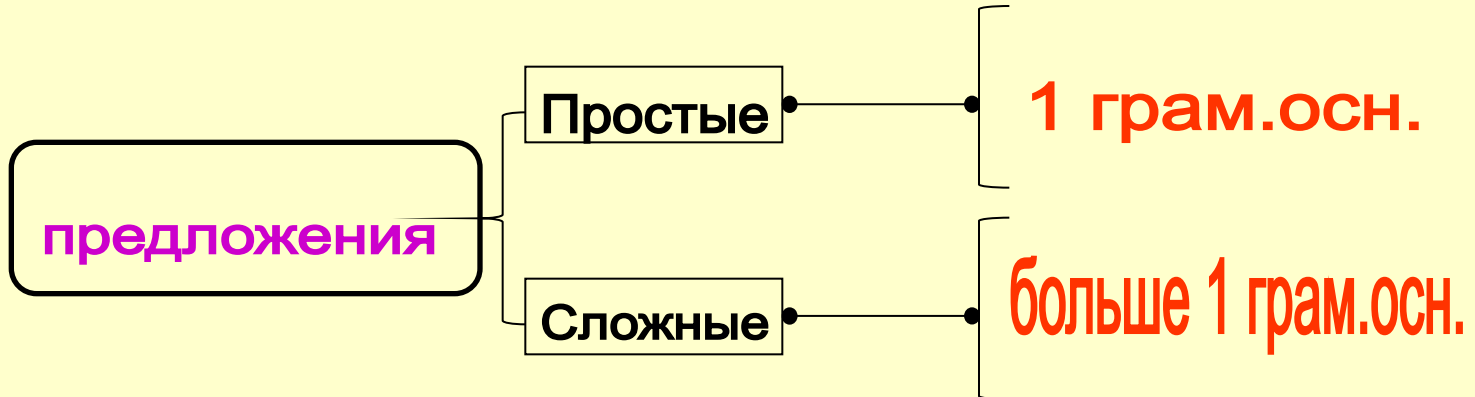 предложения
Простые
1 грам.осн.
Сложные
больше 1 грам.осн.